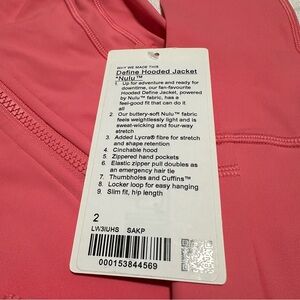 WHY WE MADE THIS
Define Hooded Jacket
*Nulu™
1. Up for adventure and ready for
downtime, our fan-favourite
Hooded Define Jacket, powered
by Nulu™ fabric, has a
feel-good fit that can do it
all
2. Our buttery-soft Nulu™ fabric
feels weightlessly light and is
sweat-wicking and four-way
stretch
3. Added Lycra® fibre for stretch
and shape retention
4. Cinchable hood
5. Zippered hand pockets
6. Elastic zipper pull doubles as
an emergency hair tie
7. Thumbholes and Cuffins™
8. Locker loop for easy hanging
9. Slim fit, hip length
2
LW3IUHS SAKP
000153844569